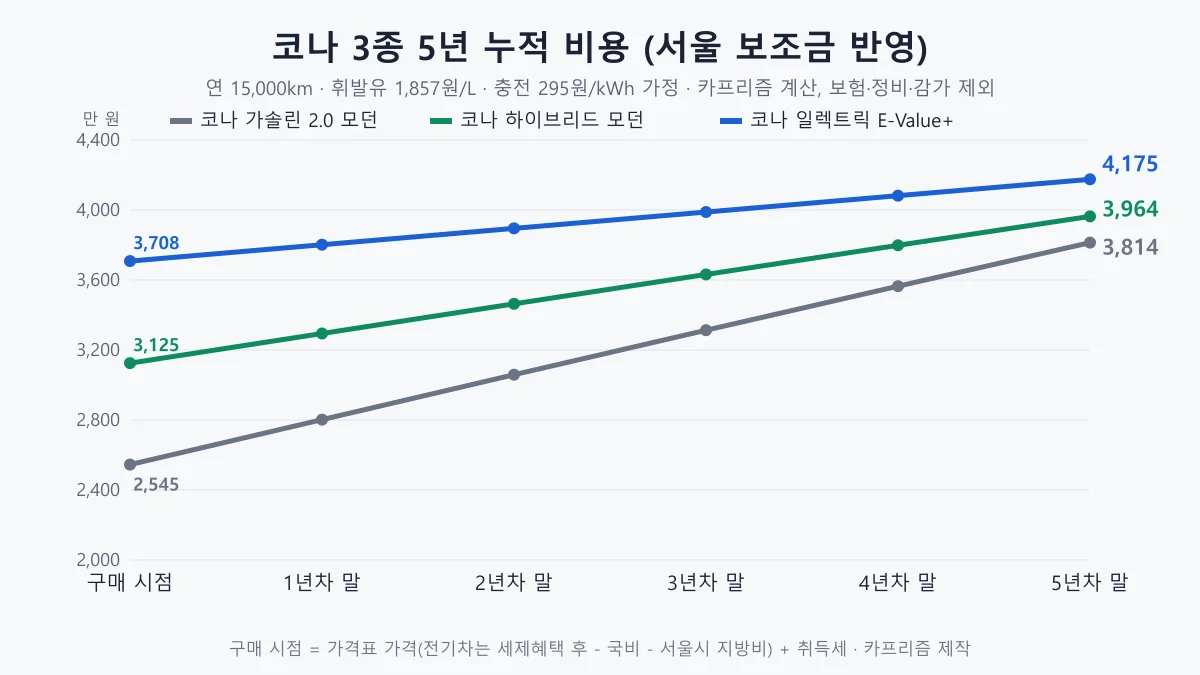 코나 3종 5년 누적 비용 (서울 보조금 반영)
연 15,000km · 휘발유 1,857원/L · 충전 295원/kWh 가정 · 카프리즘 계산, 보험·정비·감가 제외
만 원
코나 가솔린 2.0 모던
코나 하이브리드 모던
코나 일렉트릭 E-Value+
4,400
4,175
4,000
3,964
3,708
3,814
3,600
3,125
3,200
2,800
2,545
2,400
2,000
구매 시점
1년차 말
2년차 말
3년차 말
4년차 말
5년차 말
구매 시점 = 가격표 가격(전기차는 세제혜택 후 - 국비 - 서울시 지방비) + 취득세 · 카프리즘 제작